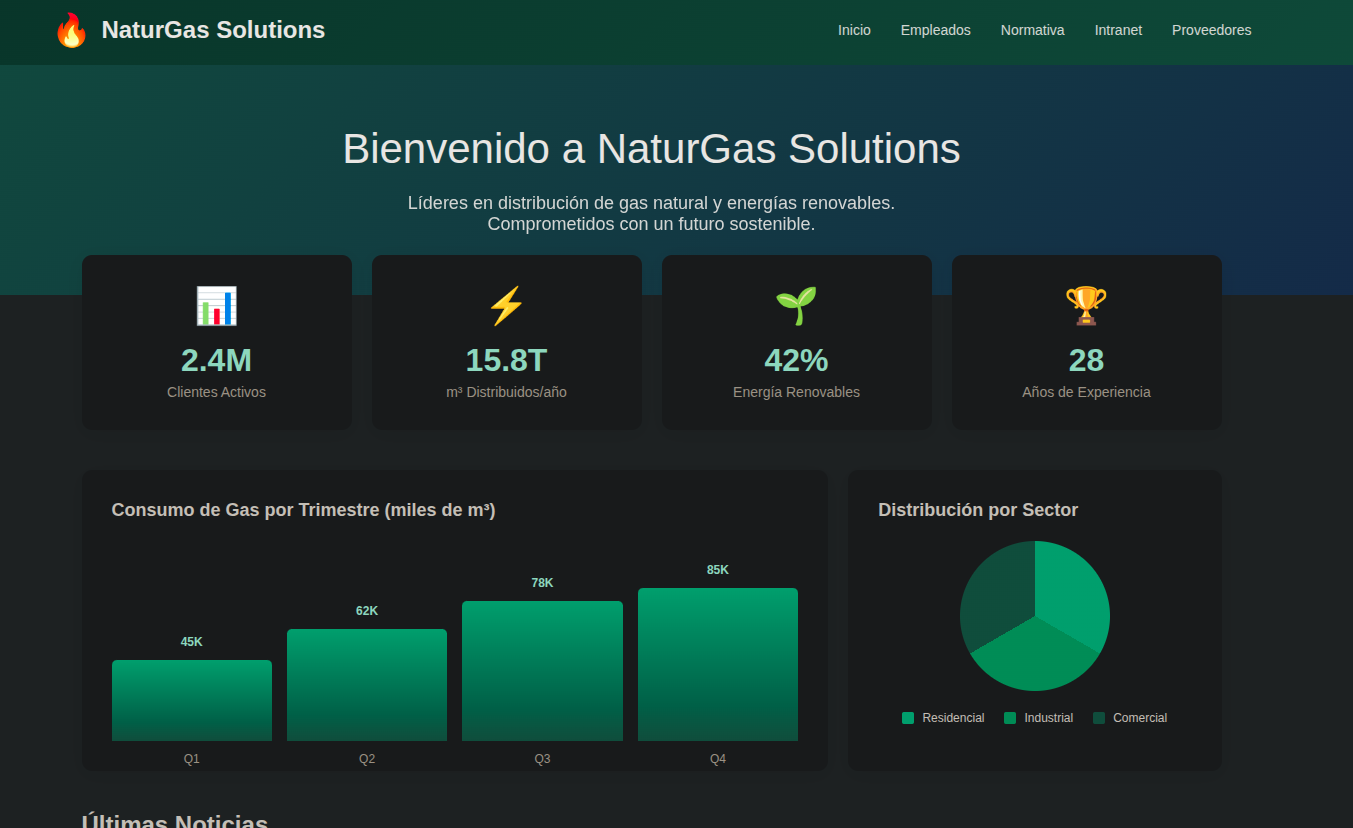 NaturGas Solutions
Inicio
Empleados
Normativa
Intranet
Proveedores
Bienvenido a NaturGas Solutions
Líderes en distribución de gas natural y energías renovables.
Comprometidos con un futuro sostenible.
2.4M
Clientes Activos
15.8T
m³ Distribuidos/año
42%
Energía Renovables
28
Años de Experiencia
Consumo de Gas por Trimestre (miles de m³)
45K
62K
78K
85K
Q1
Q2
Q3
Q4
Distribución por Sector
Residencial
Industrial
Comercial
Últimas Noticias